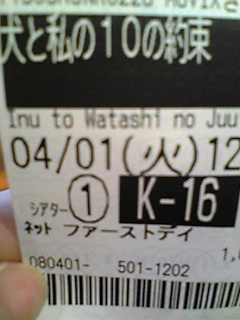 犬と私の10の約束
Inu to Watashi no Juu
04/01(火)12
シアター ① K-16
ネット ファーストデイ
080401- 501-1202